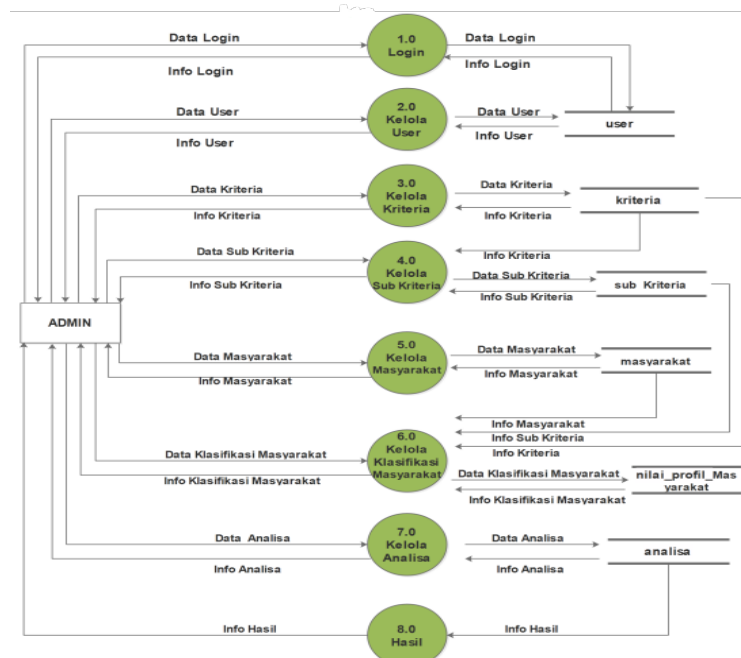 Data Login
1.0
Login
Data Login
Info Login
Info Login
Data User
2.0
Kelola
User
Data User
Info User
Info User
user
Data Kriteria
3.0
Kelola
Kriteria
Data Kriteria
Info Kriteria
Info Kriteria
kriteria
Info Kriteria
Data Sub Kriteria
4.0
Kelola
Sub Kriteria
Data Sub Kriteria
Info Sub Kriteria
Info Sub Kriteria
sub Kriteria
ADMIN
Data Masyarakat
5.0
Kelola
Masyarakat
Data Masyarakat
Info Masyarakat
Info Masyarakat
masyarakat
Info Masyarakat
Info Sub Kriteria
Info Kriteria
Data Klasifikasi Masyarakat
6.0
Kelola
Klasifikasi
Masyarakat
Data Klasifikasi Masyarakat
Info Klasifikasi Masyarakat
Info Klasifikasi Masyarakat
nilai_profil_Mas
yarakat
Data Analisa
7.0
Kelola
Analisa
Data Analisa
Info Analisa
Info Analisa
analisa
Info Hasil
8.0
Hasil
Info Hasil